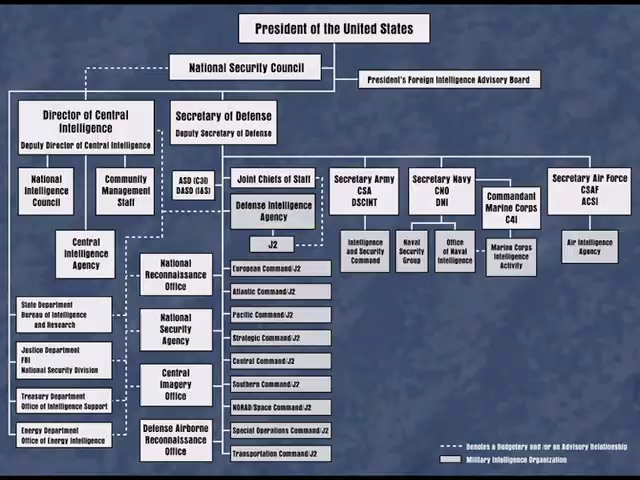 President of the United States
National Security Council
President's Foreign Intelligence Advisory Board
Director of Central
Intelligence
Deputy Director of Central Intelligence
Secretary of Defense
Deputy Secretary of Defense
National
Intelligence
Council
Community
Management
Staff
Central
Intelligence
Agency
ASD (C3I)
DASD (I&S)
Joint Chiefs of Staff
Defense Intelligence
Agency
J2
Secretary Army
CSA
DSCINT
Secretary Navy
CNO
DNI
Commandant
Marine Corps
C4I
Secretary Air Force
CSAF
ACSI
Intelligence
and Security
Command
Naval
Security
Group
Office
of Naval
Intelligence
Marine Corps
Intelligence
Activity
Air Intelligence
Agency
State Department
Bureau of Intelligence
and Research
Justice Department
FBI
National Security Division
Treasury Department
Office of Intelligence Support
Energy Department
Office of Energy Intelligence
National
Reconnaissance
Office
National
Security
Agency
Central
Imagery
Office
Defense Airborne
Reconnaissance
Office
European Command/J2
Atlantic Command/J2
Pacific Command/J2
Strategic Command/J2
Central Command/J2
Southern Command/J2
NORAD/Space Command/J2
Special Operations Command/J2
Transportation Command/J2
Denotes a Budgetary and/or an Advisory Relationship
Military Intelligence Organization